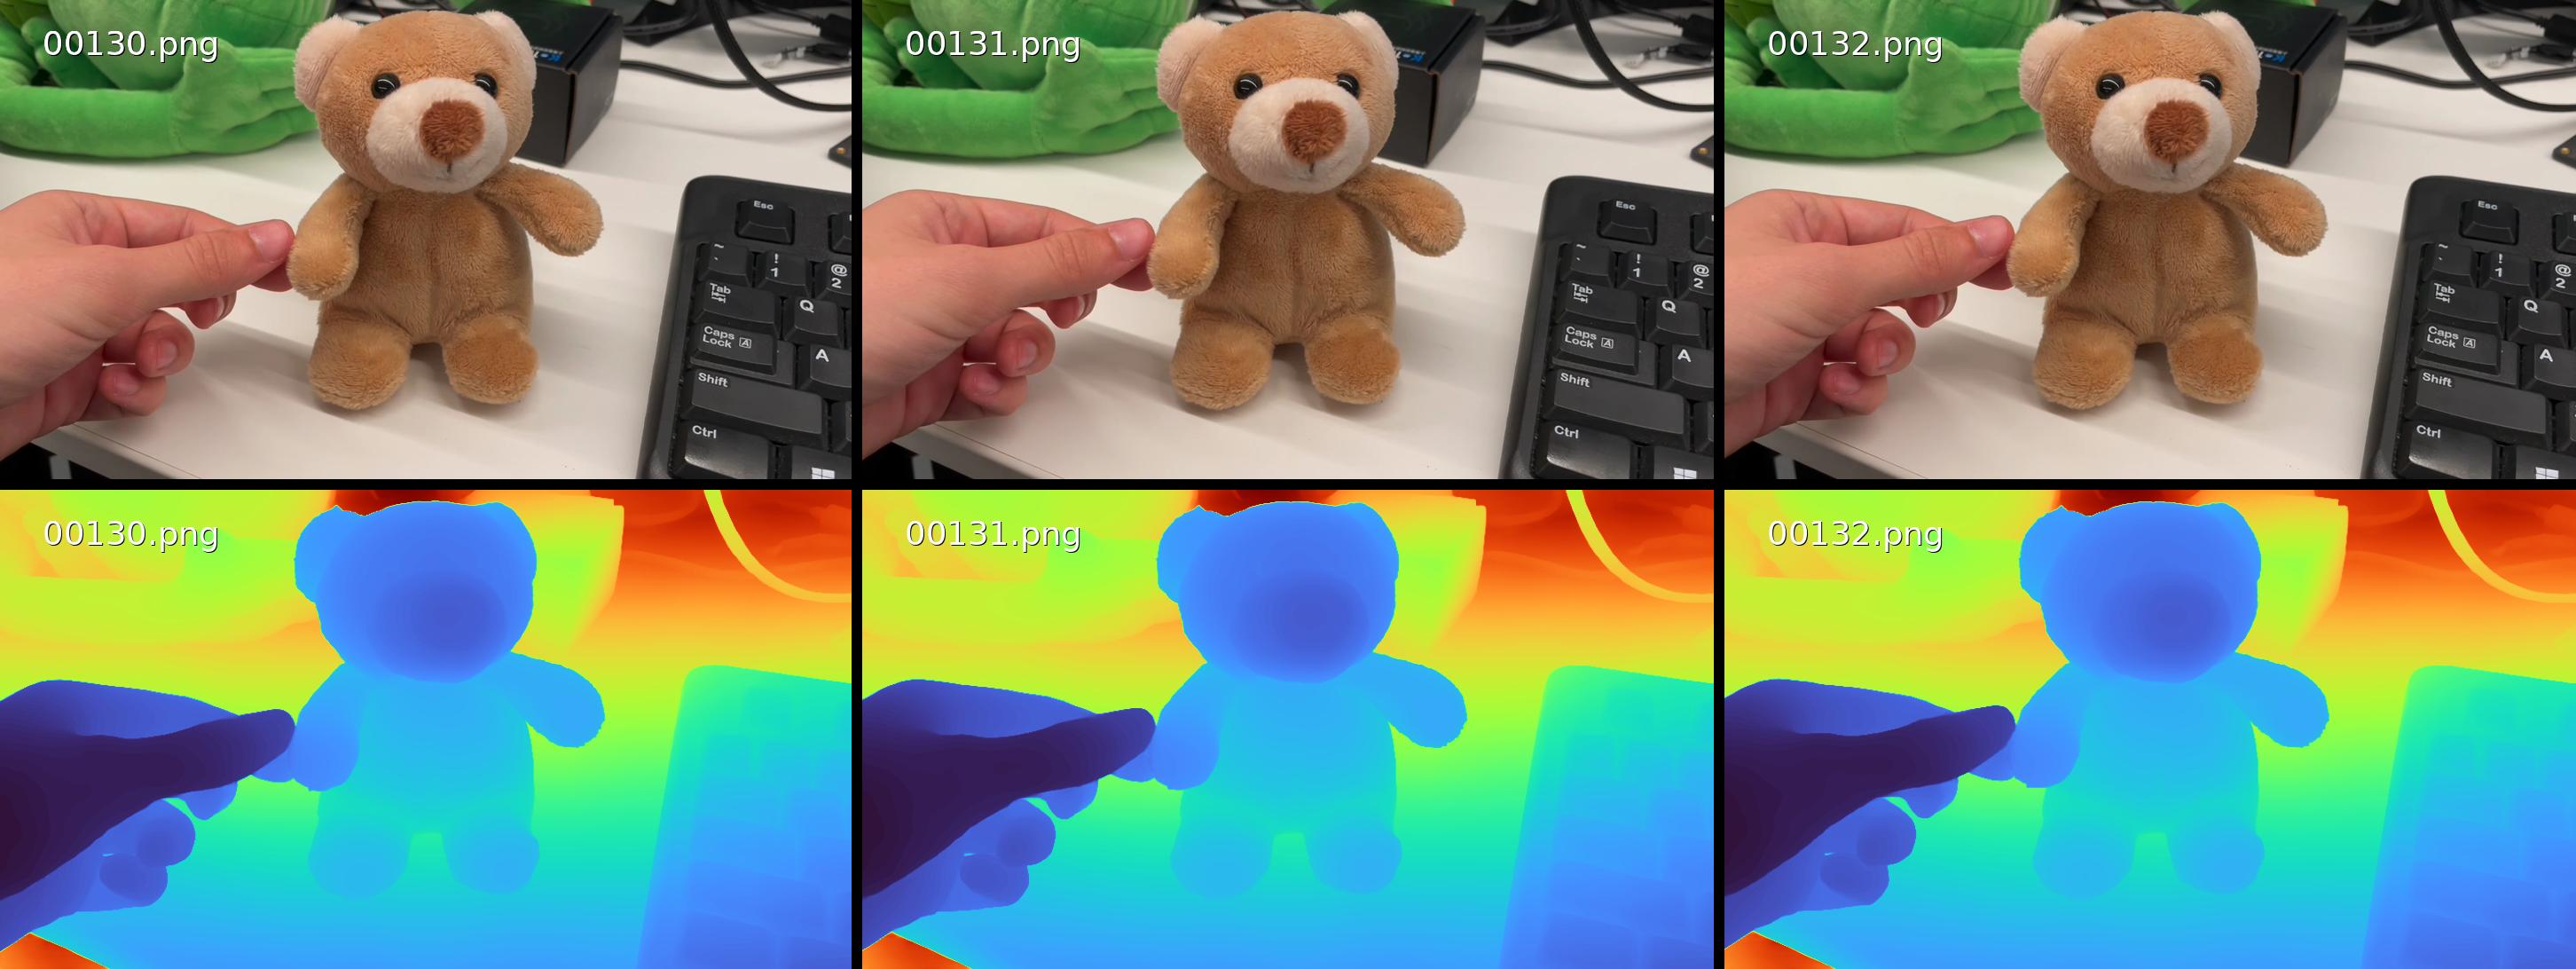 00130.png
00131.png
00132.png
Esc
Esc
Esc
~
!
@
~
!
@
~
!
@
`
1
2
`
1
2
`
1
2
Tab
Q
Tab
Q
Tab
Q
Caps
Lock
A
A
Caps
Lock
A
A
Caps
Lock
A
A
Shift
Shift
Shift
Ctrl
Ctrl
Ctrl
00130.png
00131.png
00132.png